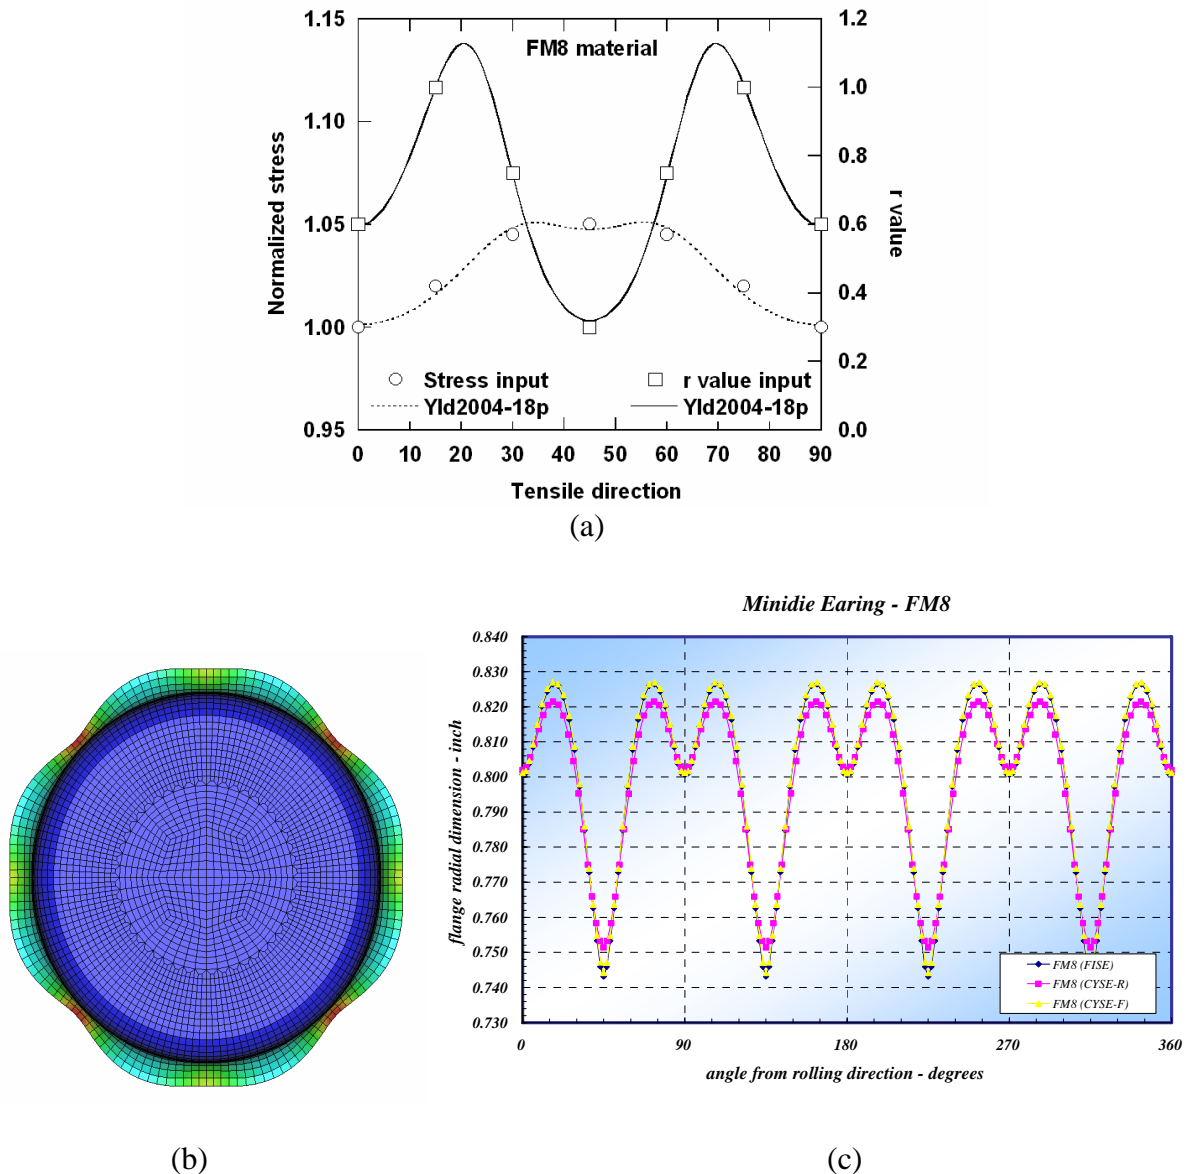 FM8 material
Normalized stress
1.15
1.10
1.05
1.00
0.95
1.2
1.0
0.8
0.6
0.4
0.2
0.0
r value
Stress input
r value input
Yld2004-18p
Yld2004-18p
0 10 20 30 40 50 60 70 80 90
Tensile direction
(a)
Minidie Earing - FM8
flange radial dimension - inch
0.840
0.830
0.820
0.810
0.800
0.790
0.780
0.770
0.760
0.750
0.740
0.730
FM8 (FISE)
FM8 (CYSE-R)
FM8 (CYSE-F)
0 90 180 270 360
angle from rolling direction - degrees
(b)
(c)